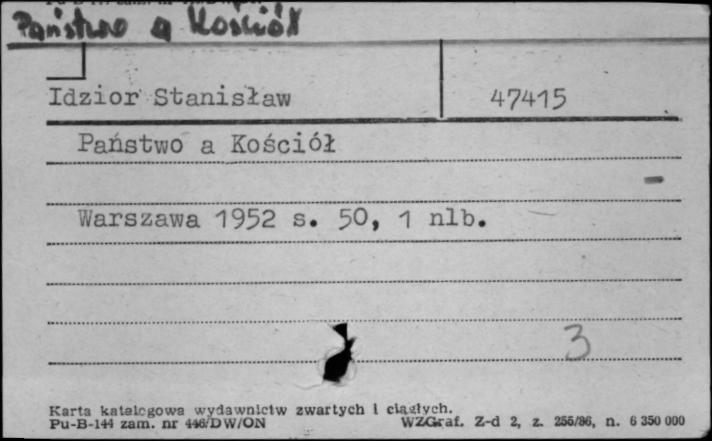 Państwo a Kościół
Idzior Stanisław 47415
Państwo a Kościół
Warszawa 1952 s. 50, 1 nlb.
3
Karta katalogowa wydawnictw zwartych i ciągłych.
Pu-B-144 zam. nr 446/DW/ON WZGraf. Z-d 2, z. 255/86, n. 6 350 000